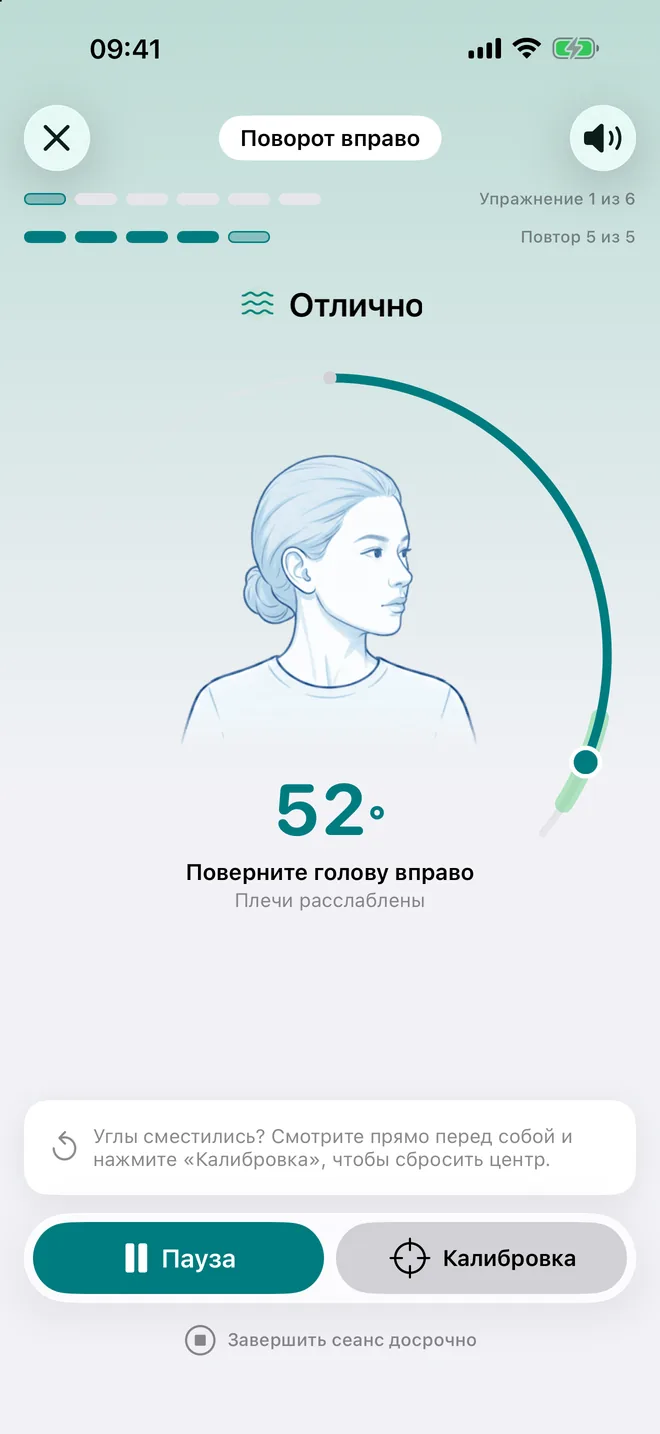 09:41
Поворот вправо
Упражнение 1 из 6
Повтор 5 из 5
Отлично
52°
Поверните голову вправо
Плечи расслаблены
Углы сместились? Смотрите прямо перед собой и
нажмите «Калибровка», чтобы сбросить центр.
Пауза
Калибровка
Завершить сеанс досрочно